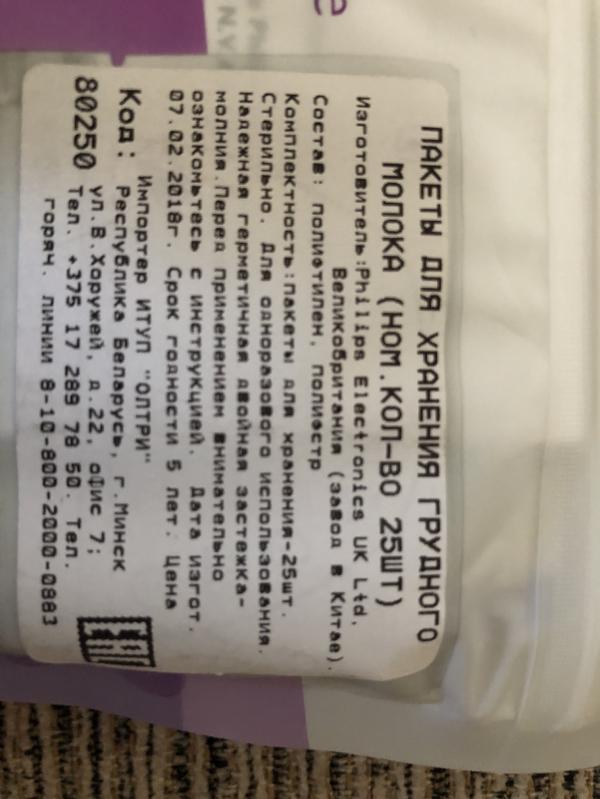 ПАКЕТЫ ДЛЯ ХРАНЕНИЯ ГРУДНОГО
МОЛОКА (НОМ.КОЛ-ВО 25ШТ)
Изготовитель:Philips Electronics UK Ltd,
Великобритания (завод в Китае).
Состав: полиэтилен, полиэстр
Комплектность:пакеты для хранения-25шт.
Стерильно. Для одноразового использования.
Надежная герметичная двойная застежка-
молния.Перед применением внимательно
ознакомьтесь с инструкцией. Дата изгот.
07.02.2018г. Срок годности 5 лет. Цена
Код: Импортер ИТУП "ОЛТРИ"
80250 Республика Беларусь, г.Минск
ул.В.Хоружей, д.22, офис 7;
Тел. +375 17 289 78 50. Тел.
горяч. линии 8-10-800-2000-0883
N.V